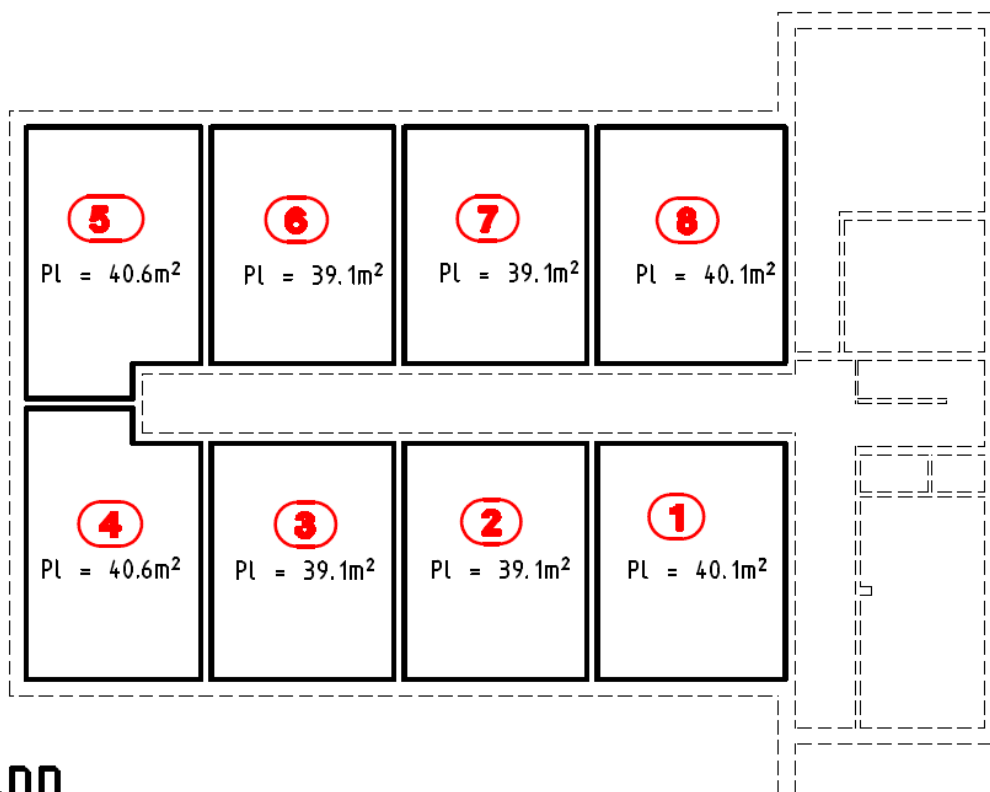 5
6
7
8
Pl = 40.6m²
Pl = 39.1m²
Pl = 39.1m²
Pl = 40.1m²
4
3
2
1
Pl = 40.6m²
Pl = 39.1m²
Pl = 39.1m²
Pl = 40.1m²